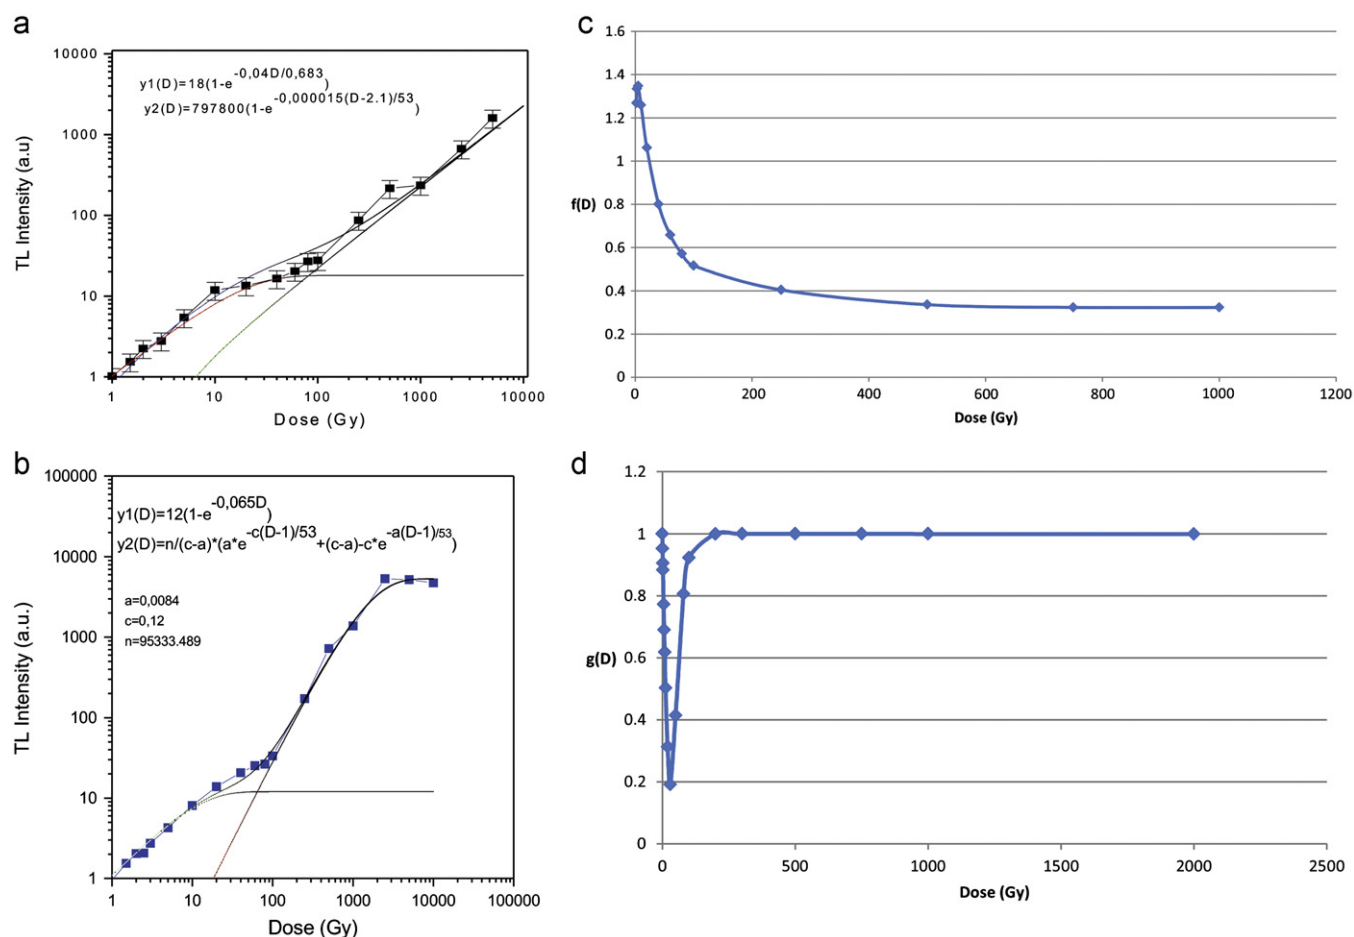 a
10000
1000
100
10
1
TL Intensity (a.u)
y1(D)=18(1-e-0,04D/0,683)
y2(D)=797800(1-e-0,000015(D-2.1)/53)
1 10 100 1000 10000
Dose (Gy)
b
100000
10000
1000
100
10
1
TL Intensity (a.u.)
y1(D)=12(1-e-0,065D)
y2(D)=n/(c-a)*(a*e-c(D-1)/53+(c-a)-c*e-a(D-1)/53)
a=0,0084
c=0,12
n=95333.489
1 10 100 1000 10000 100000
Dose (Gy)
c
1.6
1.4
1.2
1
0.8
0.6
0.4
0.2
0
f(D)
0 200 400 600 800 1000 1200
Dose (Gy)
d
1.2
1
0.8
0.6
0.4
0.2
0
g(D)
0 500 1000 1500 2000 2500
Dose (Gy)